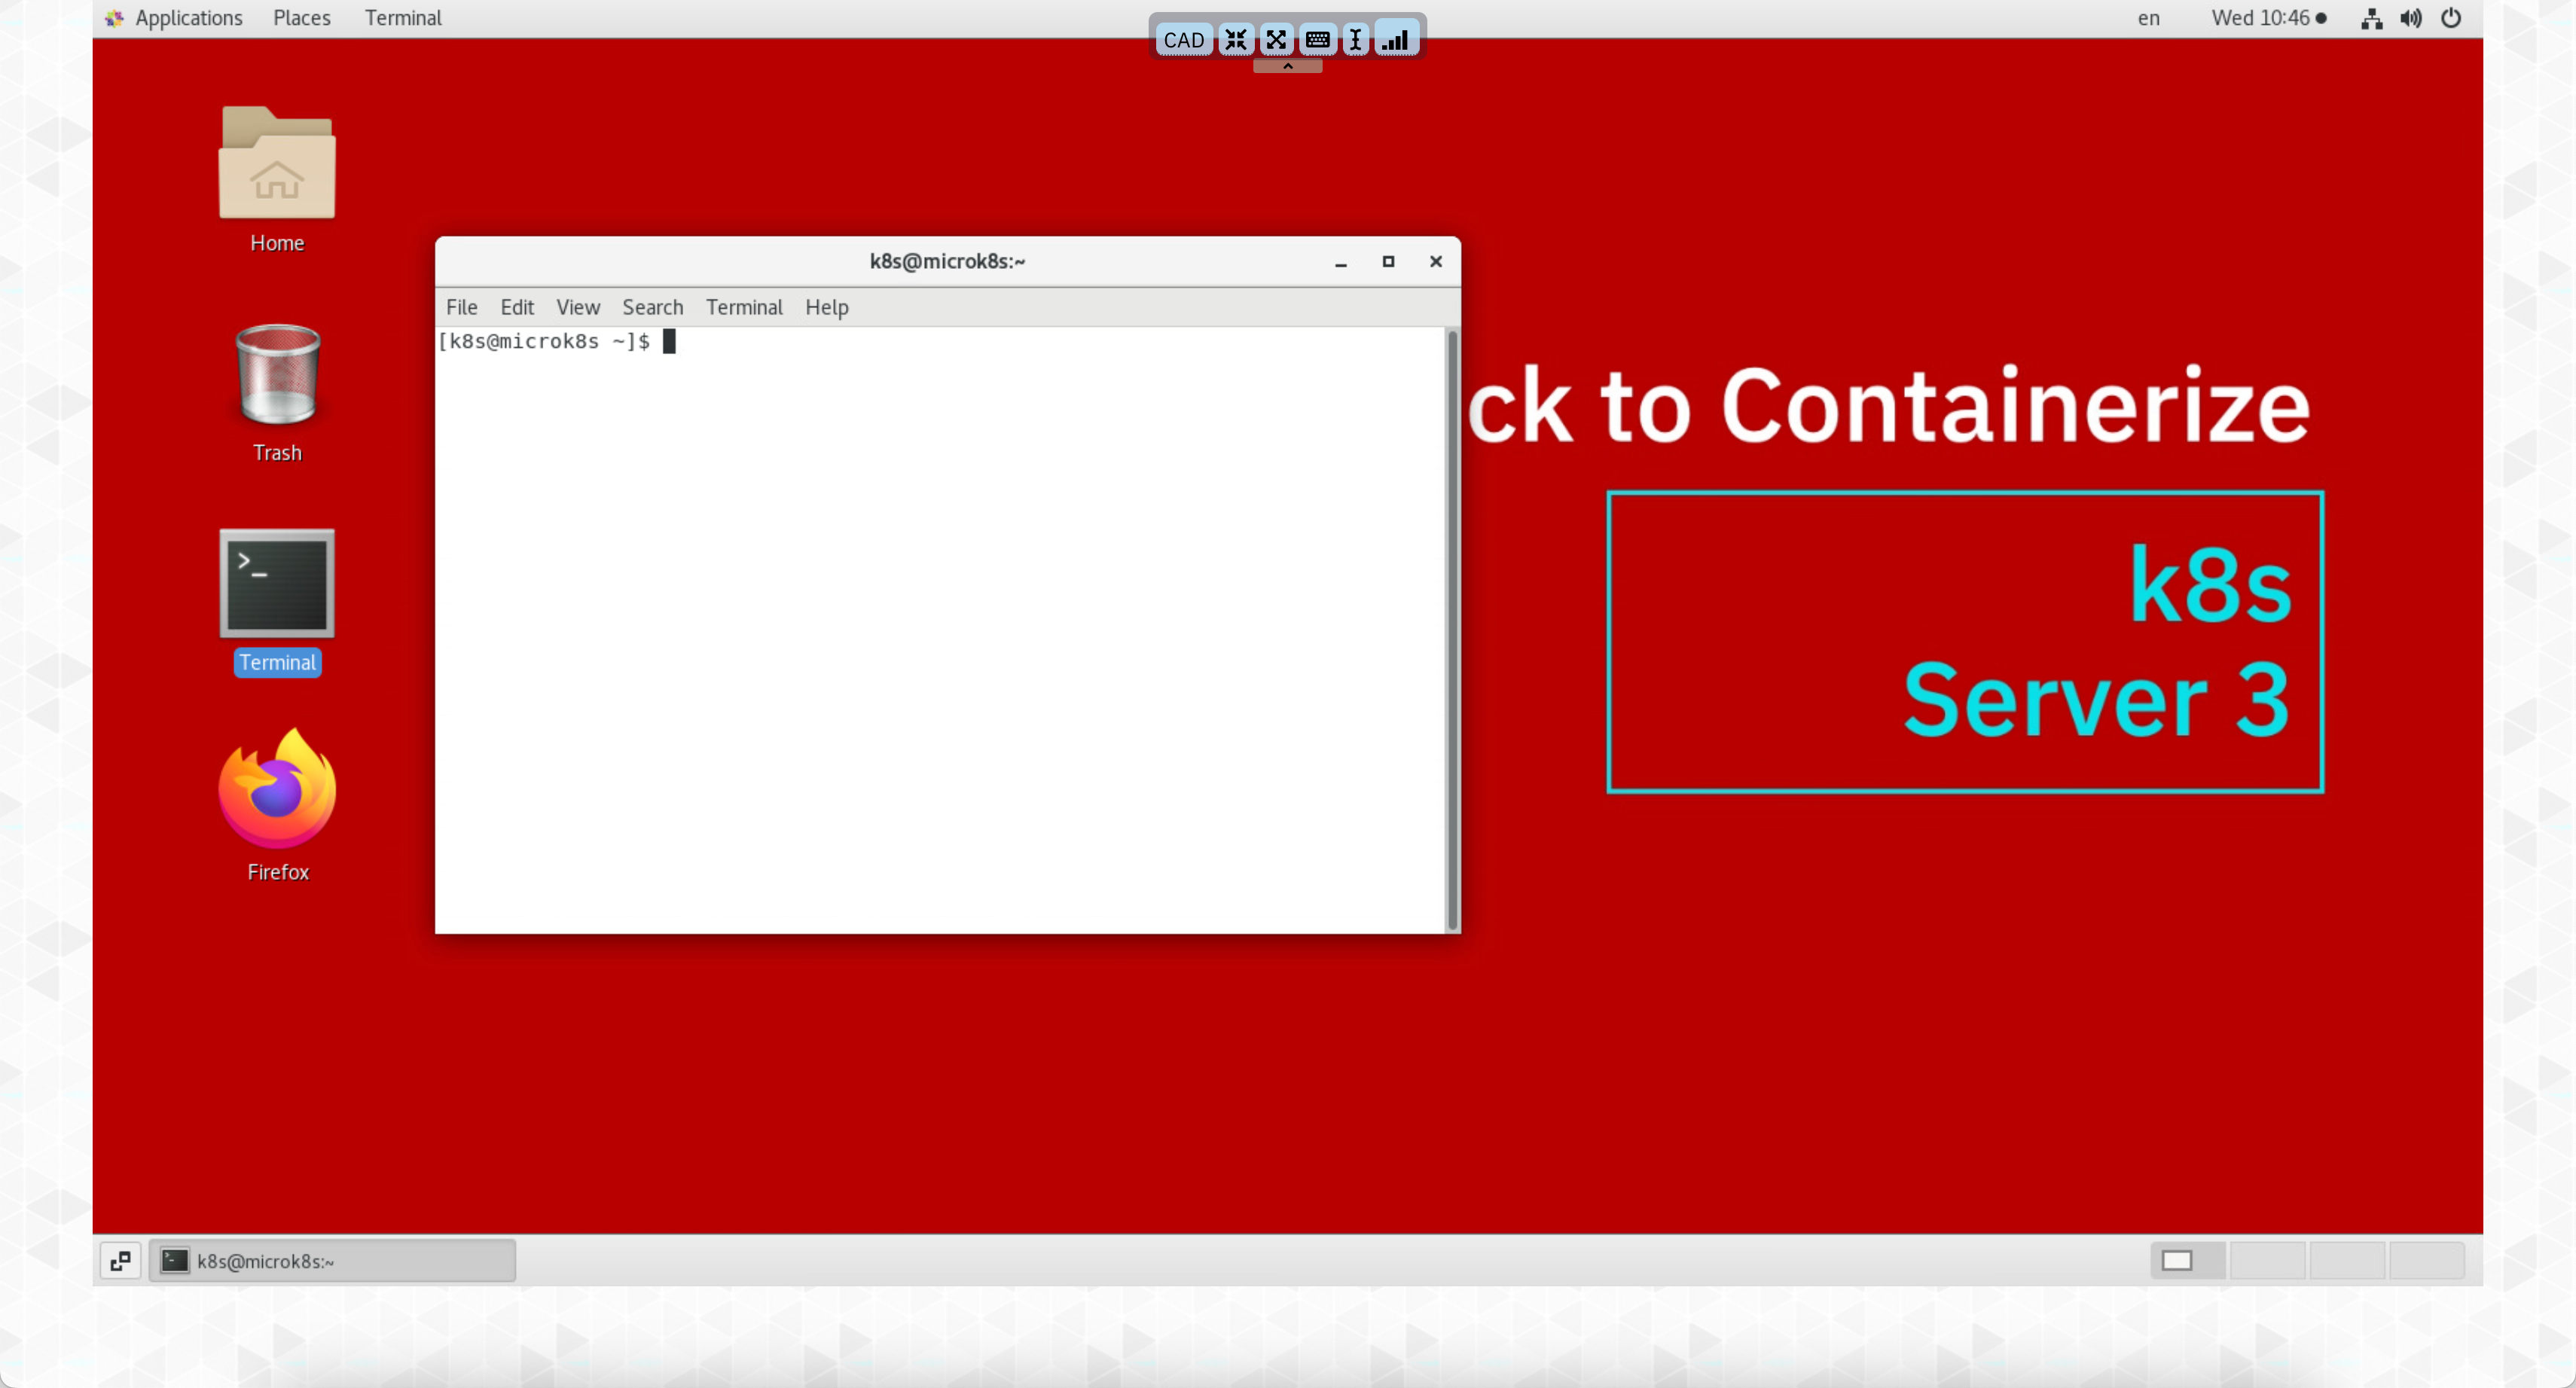 Applications Places Terminal
en Wed 10:46
CAD
Home
Trash
Terminal
Firefox
k8s@microk8s:~
File Edit View Search Terminal Help
[k8s@microk8s ~]$
ck to Containerize
k8s
Server 3
k8s@microk8s:~